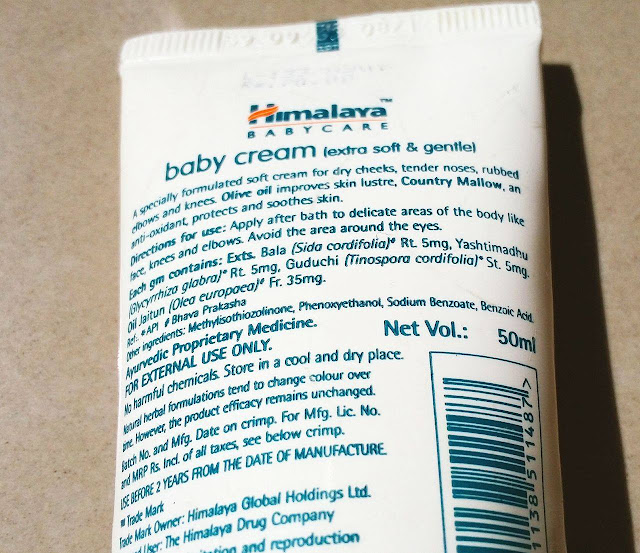 Himalaya™
BABYCARE
baby cream (extra soft & gentle)
A specially formulated soft cream for dry cheeks, tender noses, rubbed
elbows and knees. Olive oil improves skin lustre, Country Mallow, an
anti-oxidant, protects and soothes skin.
Directions for use: Apply after bath to delicate areas of the body like
face, knees and elbows. Avoid the area around the eyes.
Each gm contains: Exts. Bala (Sida cordifolia)# Rt. 5mg, Yashtimadhu
(Glycyrrhiza glabra)* Rt. 5mg, Guduchi (Tinospora cordifolia)* St. 5mg.
Oil Jaitun (Olea europaea)# Fr. 35mg.
Ref: *API # Bhava Prakasha
Other ingredients: Methylisothiozolinone, Phenoxyethanol, Sodium Benzoate, Benzoic Acid.
Ayurvedic Proprietary Medicine.
Net Vol.: 50ml
FOR EXTERNAL USE ONLY.
No harmful chemicals. Store in a cool and dry place.
Natural herbal formulations tend to change colour over
time. However, the product efficacy remains unchanged.
Batch No. and Mfg. Date on crimp. For Mfg. Lic. No.
and MRP Rs. Incl. of all taxes, see below crimp.
USE BEFORE 2 YEARS FROM THE DATE OF MANUFACTURE.
™ Trade Mark
Trade Mark Owner: Himalaya Global Holdings Ltd.
User: The Himalaya Drug Company
and reproduction
1138511487